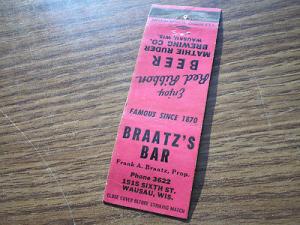 Enjoy
Red Ribbon
BEER
MATHIE RUDER
BREWING CO.
WAUSAU, WIS.
FAMOUS SINCE 1870
BRAATZ'S
BAR
Frank A. Braatz, Prop.
Phone 3622
1515 SIXTH ST.
WAUSAU, WIS.
CLOSE COVER BEFORE STRIKING MATCH